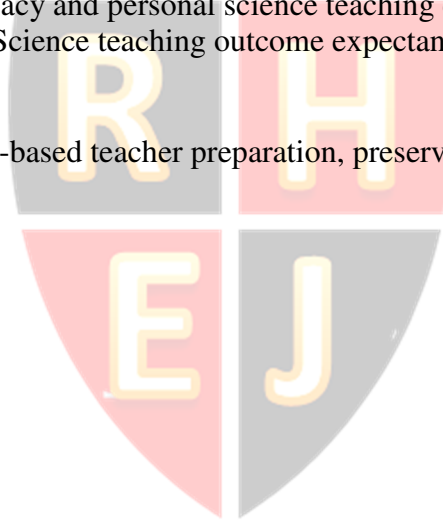 acy and personal science teaching
Science teaching outcome expectan
R H
-based teacher preparation, preserv
E J